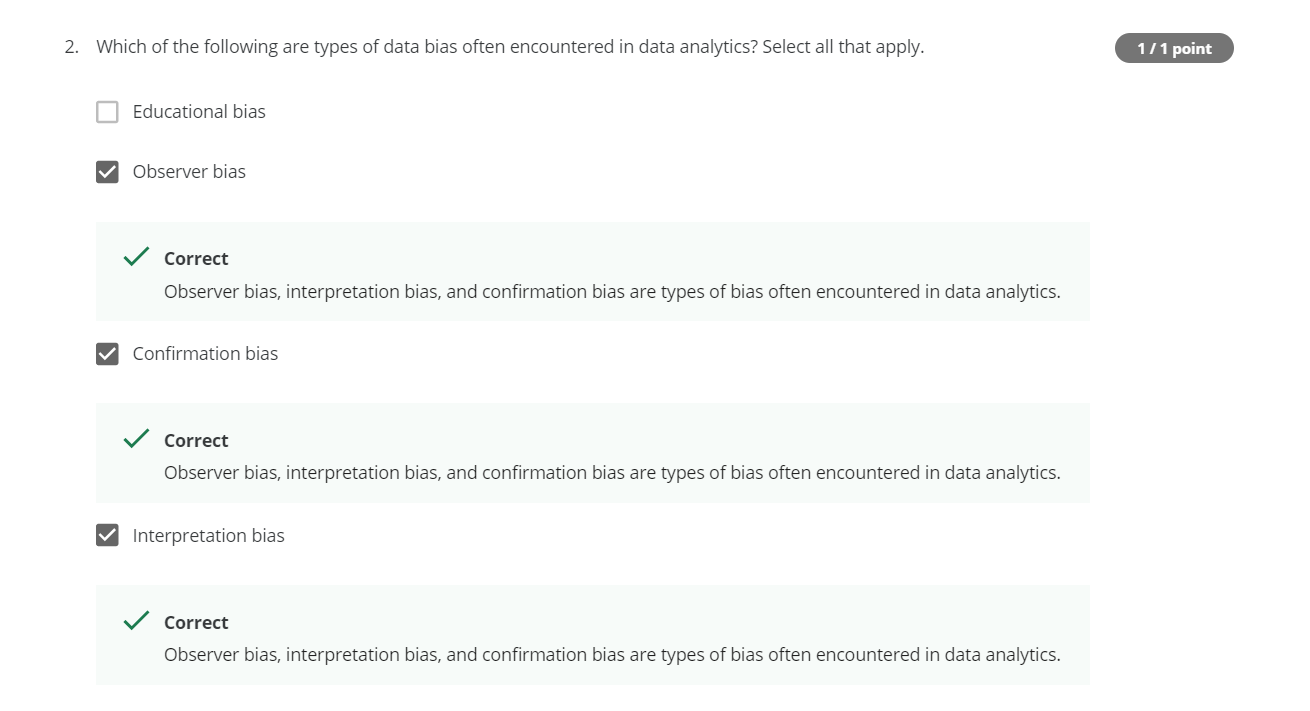 2. Which of the following are types of data bias often encountered in data analytics? Select all that apply.
1 / 1 point
Educational bias
Observer bias
Correct
Observer bias, interpretation bias, and confirmation bias are types of bias often encountered in data analytics.
Confirmation bias
Correct
Observer bias, interpretation bias, and confirmation bias are types of bias often encountered in data analytics.
Interpretation bias
Correct
Observer bias, interpretation bias, and confirmation bias are types of bias often encountered in data analytics.